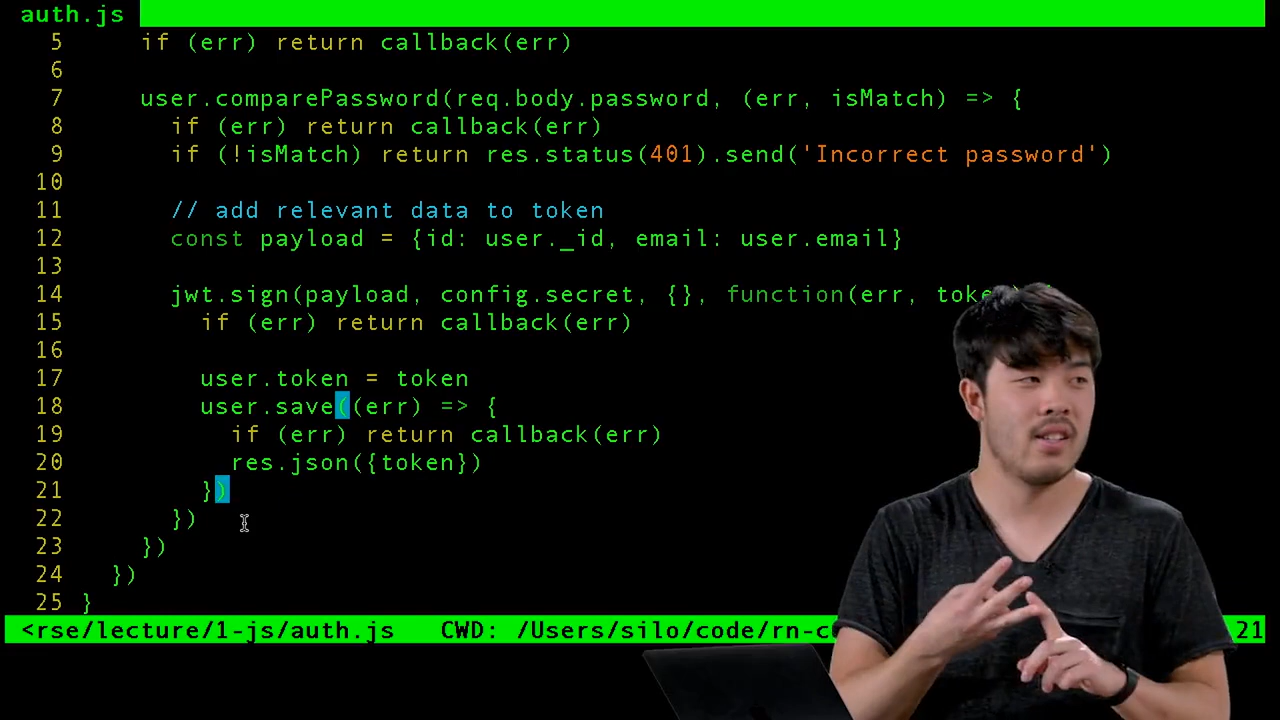 auth.js
5 if (err) return callback(err)
6
7 user.comparePassword(req.body.password, (err, isMatch) => {
8 if (err) return callback(err)
9 if (!isMatch) return res.status(401).send('Incorrect password')
10
11 // add relevant data to token
12 const payload = {id: user._id, email: user.email}
13
14 jwt.sign(payload, config.secret, {}, function(err,
15 if (err) return callback(err)
16
17 user.token = token
18 user.save((err) => {
19 if (err) return callback(err)
20 res.json({token})
21 })
22 })
23 })
24 })
25 }
<rse/lecture/1-js/auth.js CWD: /Users/silo/code/rn-c 21